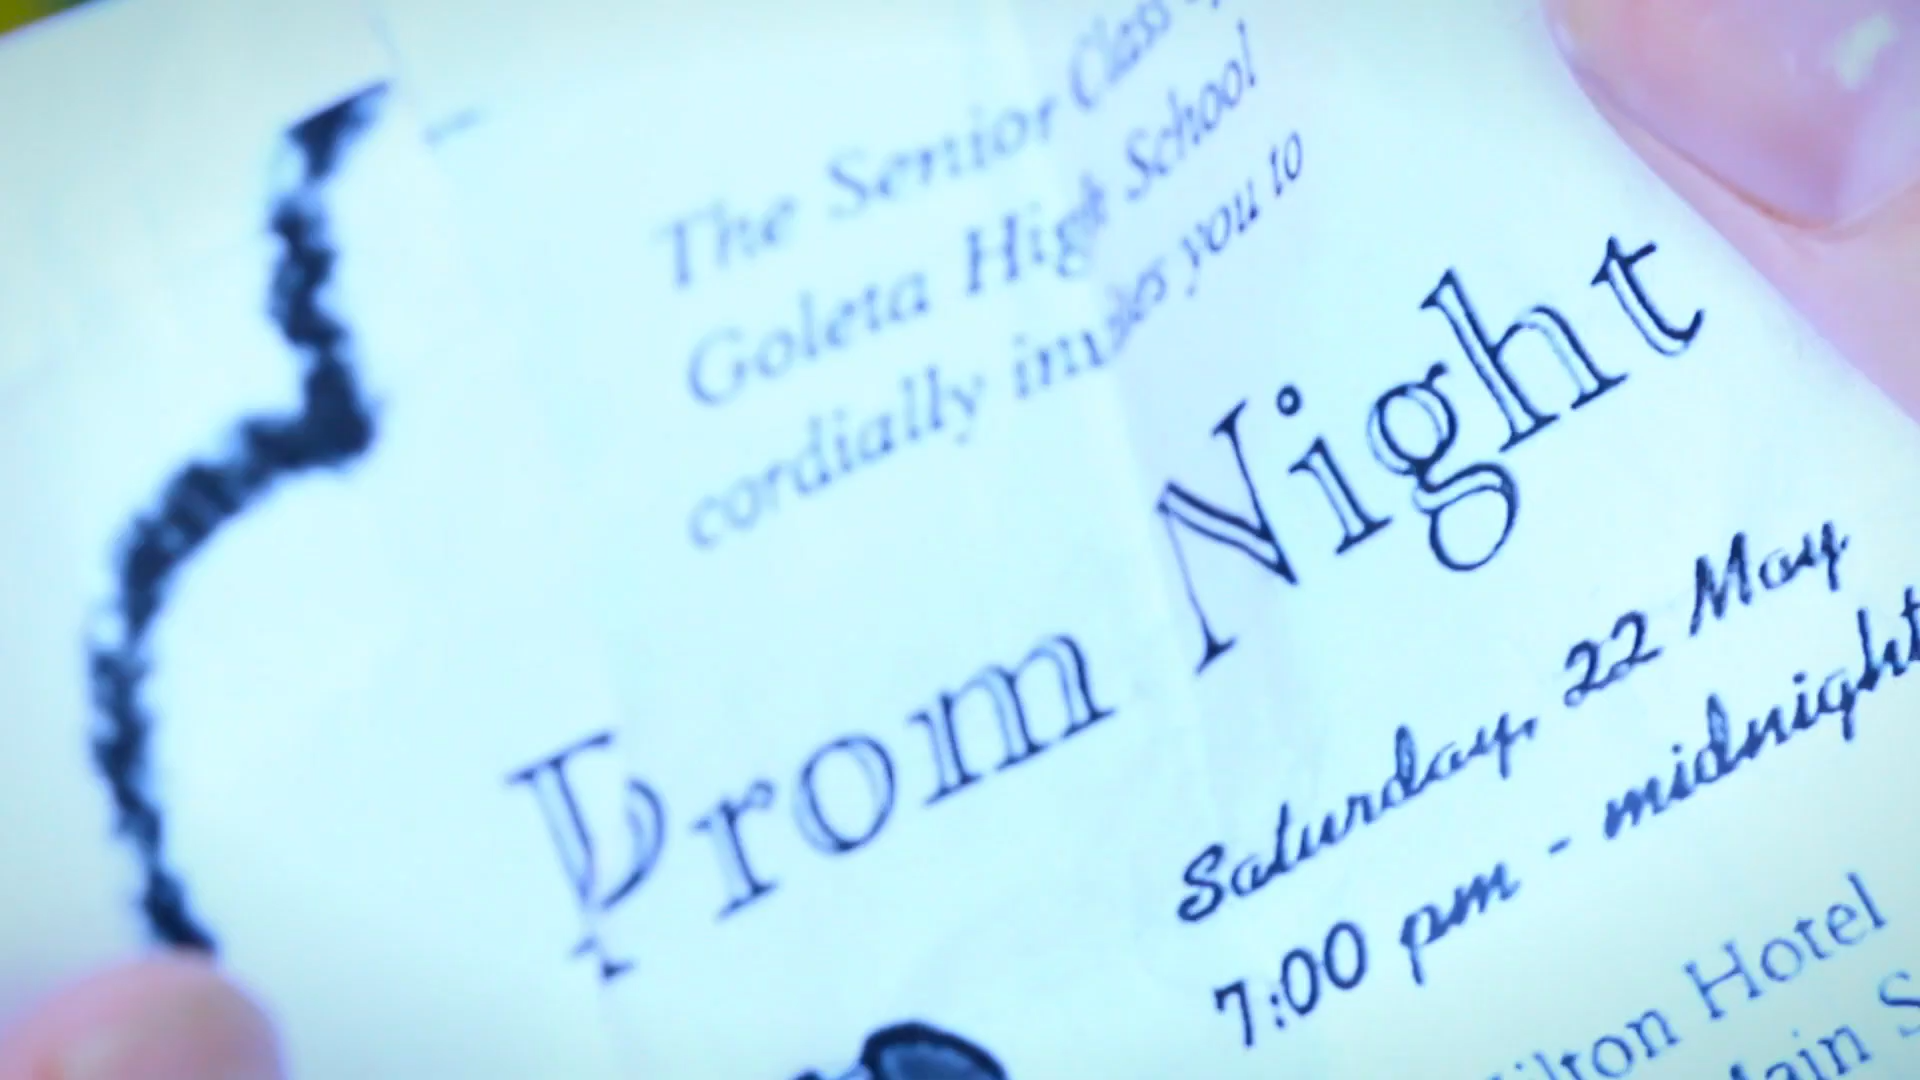 The Senior Class
Goleta High School
cordially invites you to
Prom Night
Saturday, 22 May
7:00 pm - midnight
Hotel